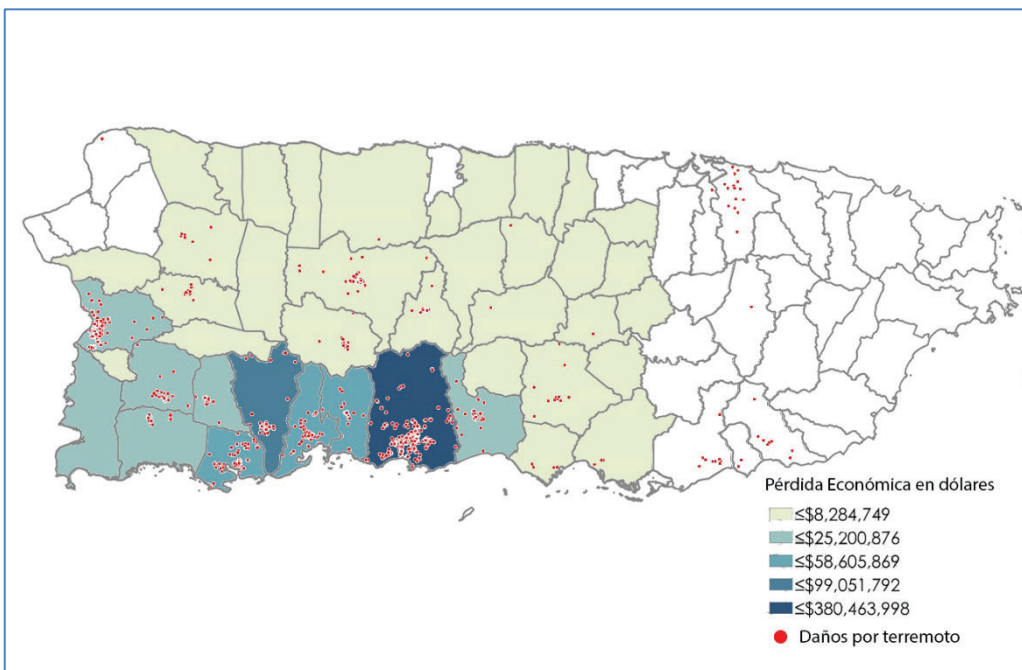 Pérdida Económica en dólares
≤$8,284,749
≤$25,200,876
≤$58,605,869
≤$99,051,792
≤$380,463,998
Daños por terremoto